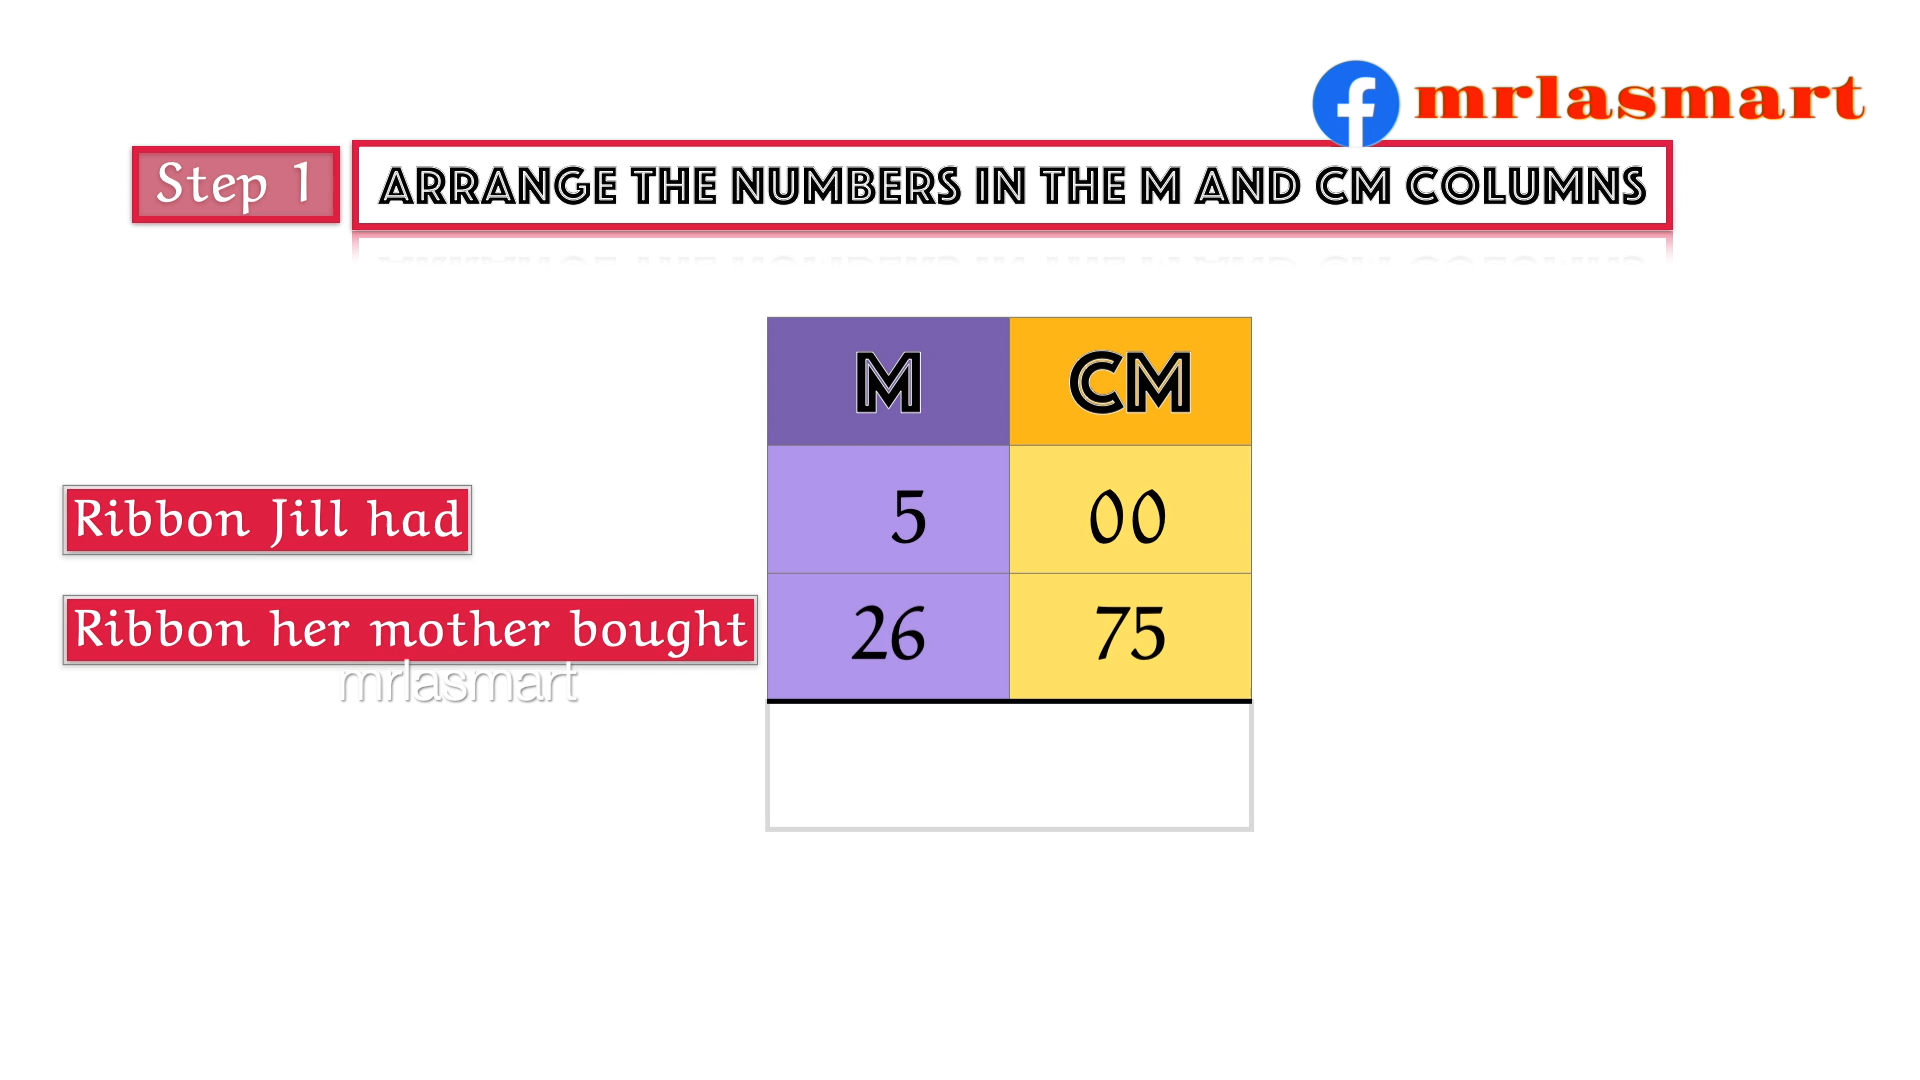 mrlasmart
Step 1
ARRANGE THE NUMBERS IN THE M AND CM COLUMNS
M CM
Ribbon Jill had 5 00
Ribbon her mother bought 26 75
mrlasmart